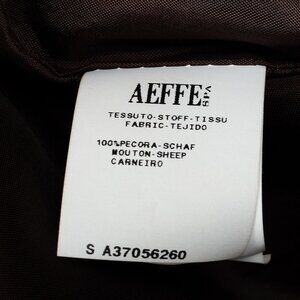 AEFFE SPA
TESSUTO-STOFF-TISSU
FABRIC-TEJIDO
100%PECORA-SCHAF
MOUTON-SHEEP
CARNEIRO
S A37056260